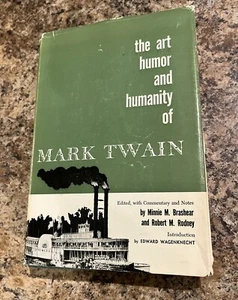 the art
humor
and
humanity
of
MARK TWAIN
Edited, with Commentary and Notes
by Minnie M. Brashear
and Robert M. Rodney
Introduction
by EDWARD WAGENKNECHT